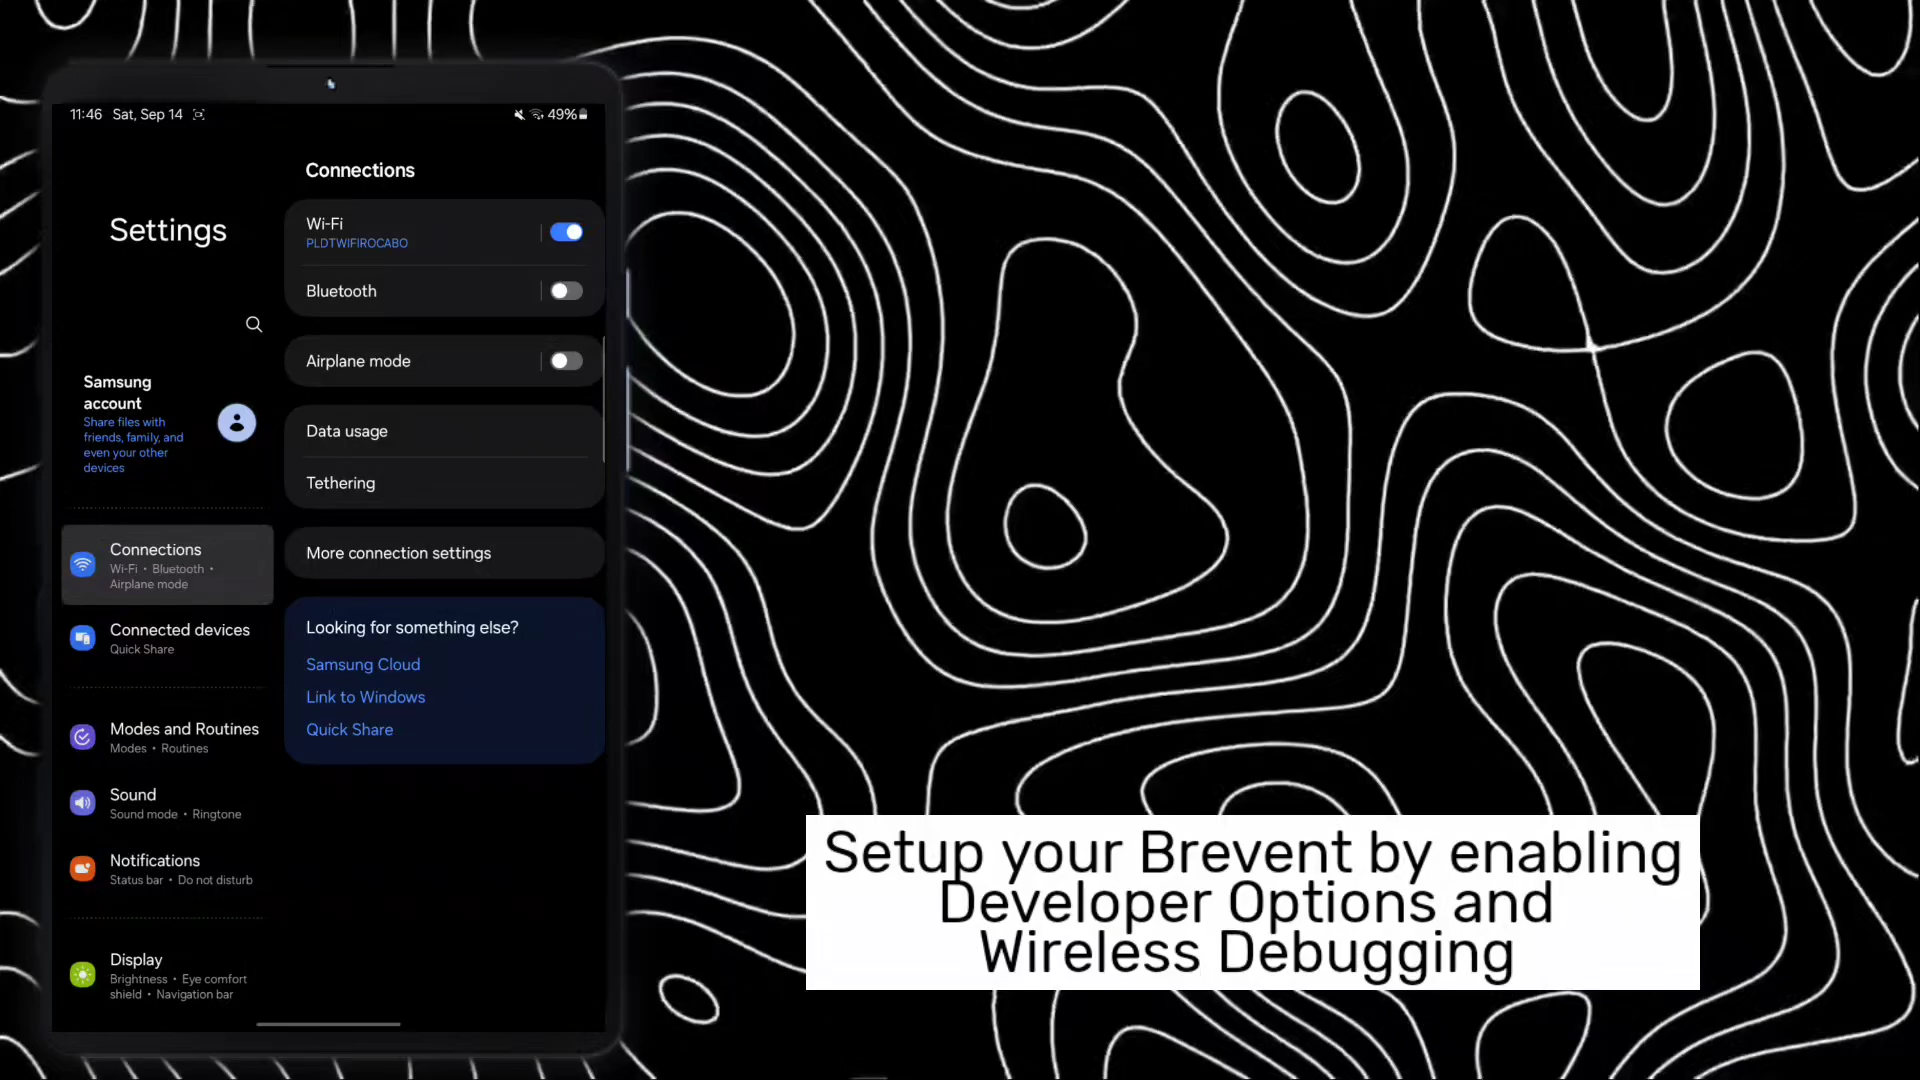 11:46 Sat, Sep 14
49%
Settings
Samsung
account
Share files with
friends, family, and
even your other
devices
Connections
Wi-Fi • Bluetooth •
Airplane mode
Connected devices
Quick Share
Modes and Routines
Modes • Routines
Sound
Sound mode • Ringtone
Notifications
Status bar • Do not disturb
Display
Brightness • Eye comfort
shield • Navigation bar
Connections
Wi-Fi
PLDTWIFIROCABO
Bluetooth
Airplane mode
Data usage
Tethering
More connection settings
Looking for something else?
Samsung Cloud
Link to Windows
Quick Share
Setup your Brevent by enabling
Developer Options and
Wireless Debugging